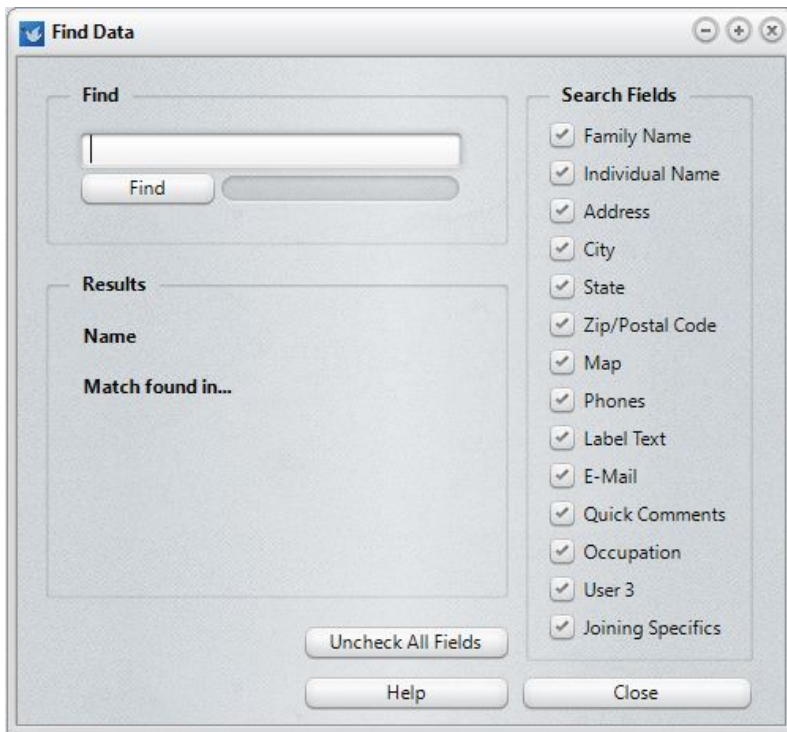 Find Data
Find
Find
Results
Name
Match found in...
Search Fields
Family Name
Individual Name
Address
City
State
Zip/Postal Code
Map
Phones
Label Text
E-Mail
Quick Comments
Occupation
User 3
Joining Specifics
Uncheck All Fields
Help
Close